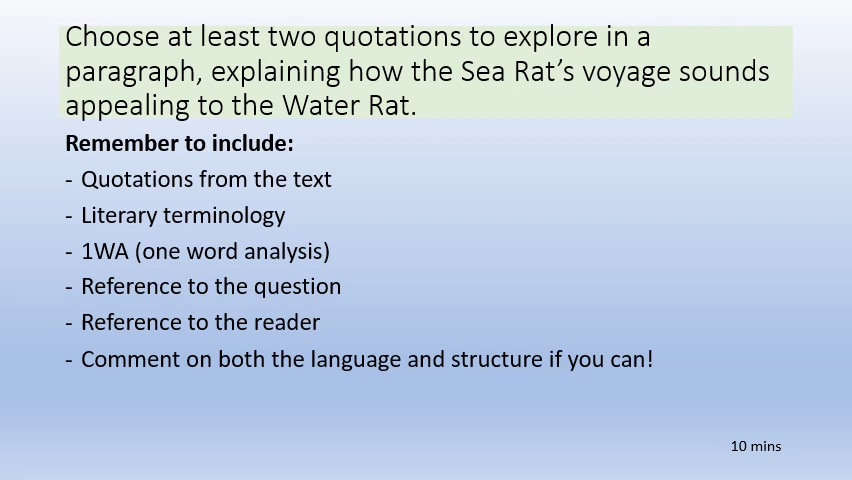 Choose at least two quotations to explore in a
paragraph, explaining how the Sea Rat’s voyage sounds
appealing to the Water Rat.
Remember to include:
- Quotations from the text
- Literary terminology
- 1WA (one word analysis)
- Reference to the question
- Reference to the reader
- Comment on both the language and structure if you can!
10 mins